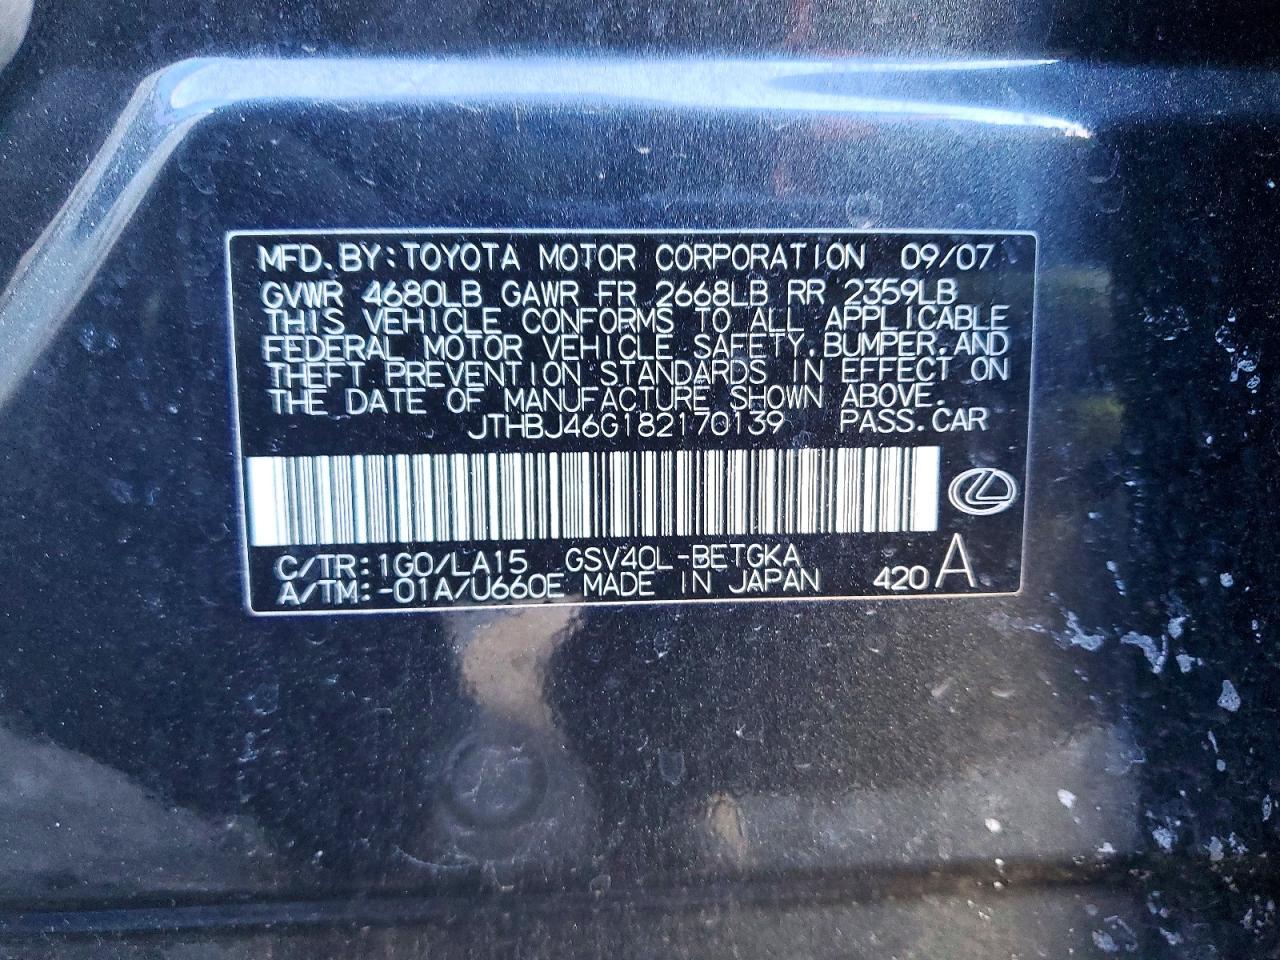 MFD. BY: TOYOTA MOTOR CORPORATION 09/07
GVWR 4680LB GAWR FR 2668LB RR 2359LB
THIS VEHICLE CONFORMS TO ALL APPLICABLE
FEDERAL MOTOR VEHICLE SAFETY, BUMPER, AND
THEFT PREVENTION STANDARDS IN EFFECT ON
THE DATE OF MANUFACTURE SHOWN ABOVE.
JTHBJ46G182170139 PASS. CAR
C/TR: 1G0/LA15 GSV40L-BETGKA
A/TM: -01A/U660E MADE IN JAPAN 420 A